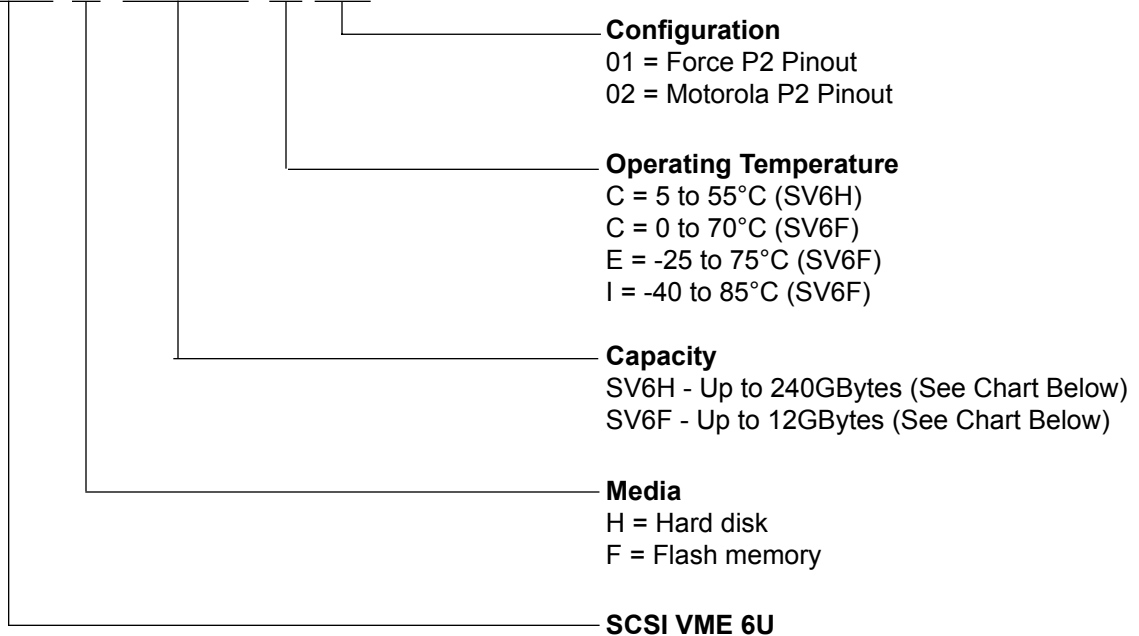 Configuration
01 = Force P2 Pinout
02 = Motorola P2 Pinout
Operating Temperature
C = 5 to 55°C (SV6H)
C = 0 to 70°C (SV6F)
E = -25 to 75°C (SV6F)
I = -40 to 85°C (SV6F)
Capacity
SV6H - Up to 240GBytes (See Chart Below)
SV6F - Up to 12GBytes (See Chart Below)
Media
H = Hard disk
F = Flash memory
SCSI VME 6U